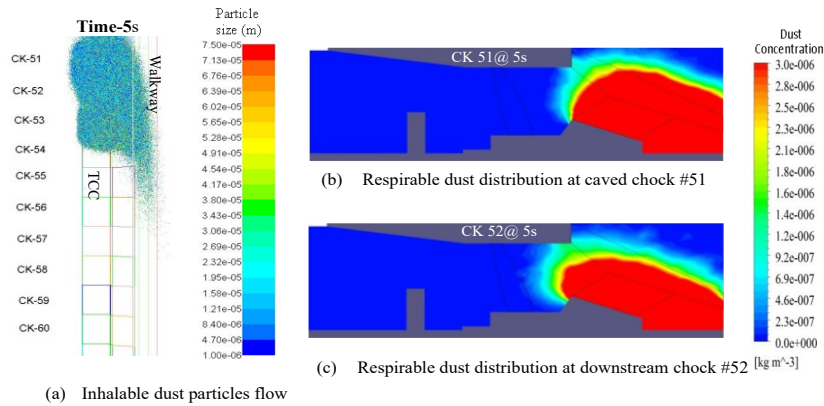 Time-5s
CK-51
CK-52
CK-53
CK-54
CK-55
CK-56
CK-57
CK-58
CK-59
CK-60
Walkway
TCC
(a) Inhalable dust particles flow
Particle
size (m)
7.50e-05
7.13e-05
6.76e-05
6.39e-05
6.02e-05
5.65e-05
5.28e-05
4.91e-05
4.54e-05
4.17e-05
3.80e-05
3.43e-06
3.06e-05
2.69e-05
2.32e-05
1.95e-05
1.58e-05
1.21e-05
8.40e-06
4.70e-06
1.00e-06
CK 51@ 5s
(b) Respirable dust distribution at caved chock #51
CK 52@ 5s
(c) Respirable dust distribution at downstream chock #52
Dust
Concentration
3.0e-006
2.8e-006
2.5e-006
2.3e-006
2.1e-006
1.8e-006
1.6e-006
1.4e-006
1.2e-006
9.2e-007
6.9e-007
4.6e-007
2.3e-007
0.0e+000
[kg m^-3]